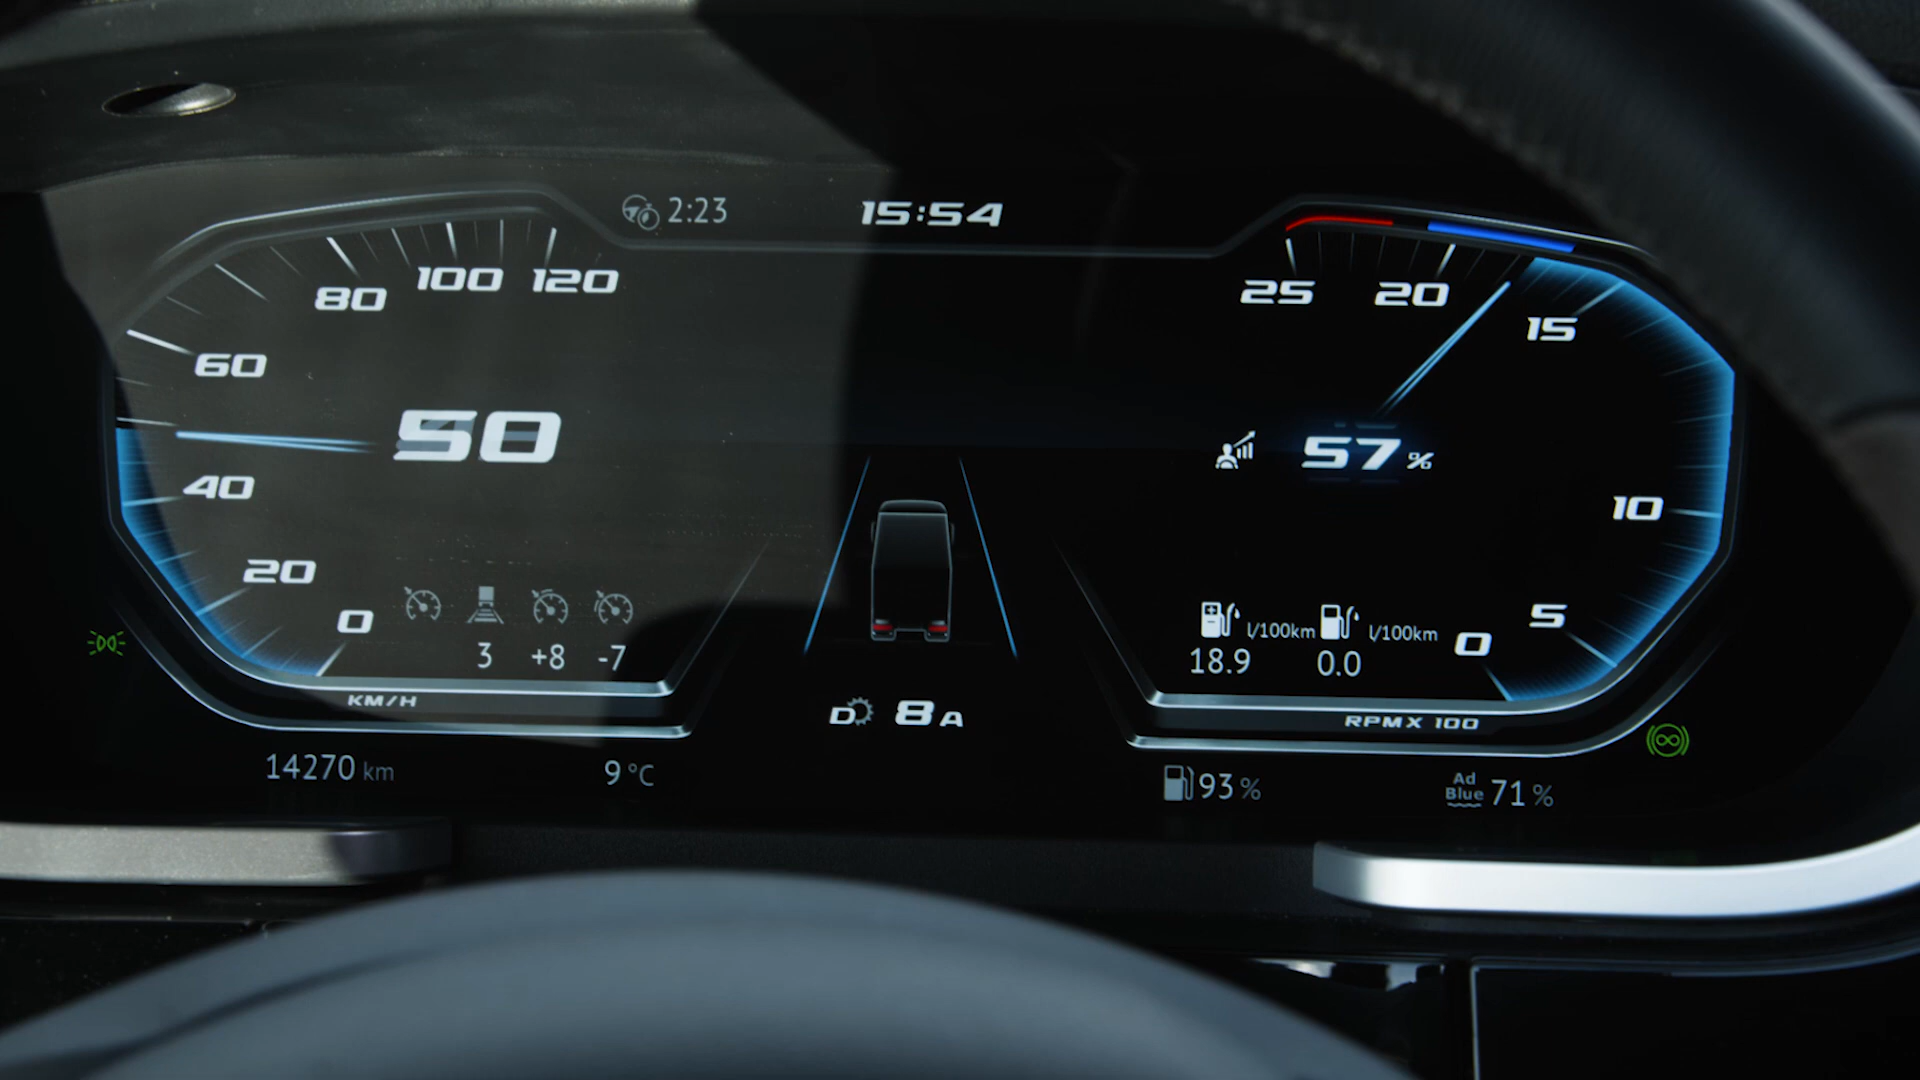 2:23 15:54
80 100 120
60
50
40
20
0
3 +8 -7
KM/H
14270 km 9 °C
D 8A
25 20 15
57 %
10
5
0
l/100km l/100km
18.9 0.0
RPM X 100
93 %
Ad
Blue 71 %